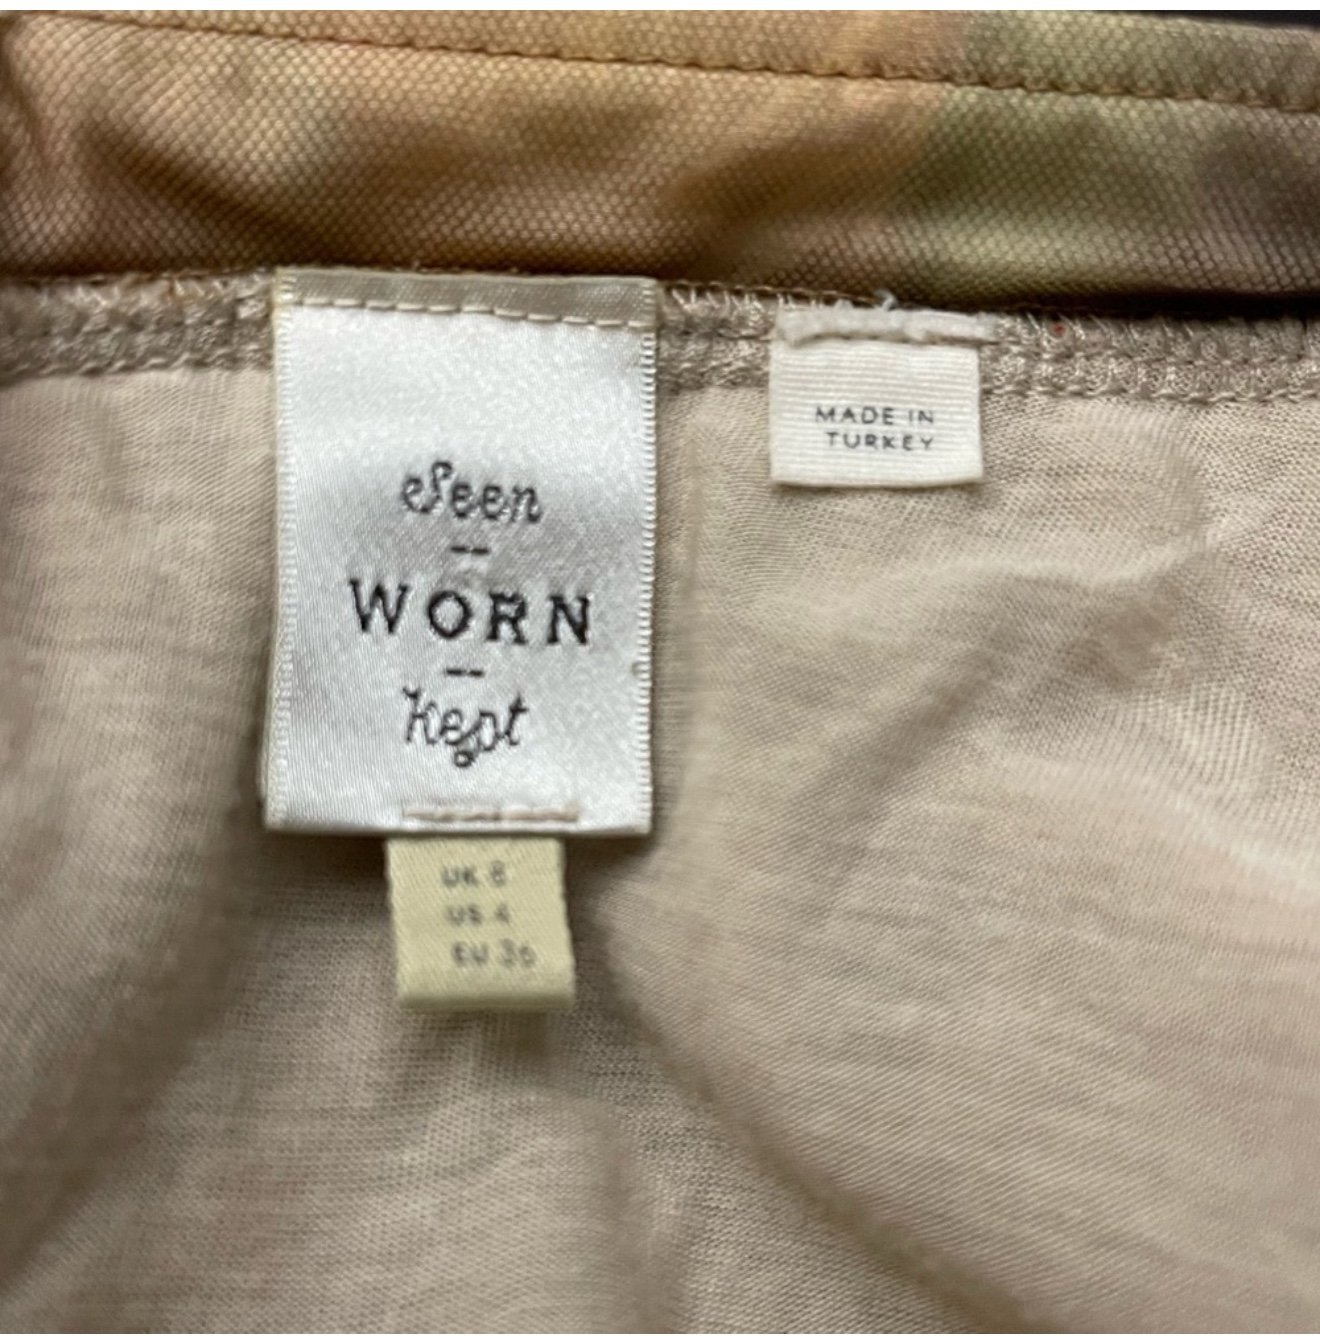 Seen
--
WORN
--
kept
MADE IN
TURKEY
UK 8
US 4
EU 36